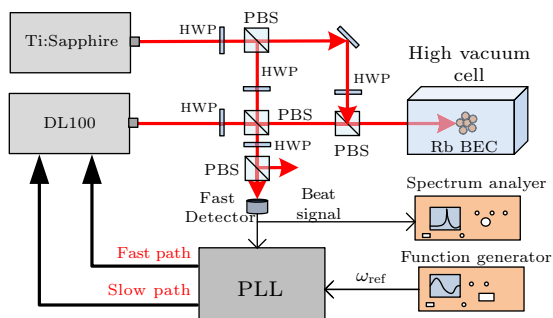 PBS
Ti:Sapphire
HWP
HWP
HWP
High vacuum
cell
HWP
DL100
PBS
PBS
HWP
Rb BEC
PBS
Fast
Detector
Beat
signal
Spectrum analyer
Fast path
Slow path
PLL
ωref
Function generator